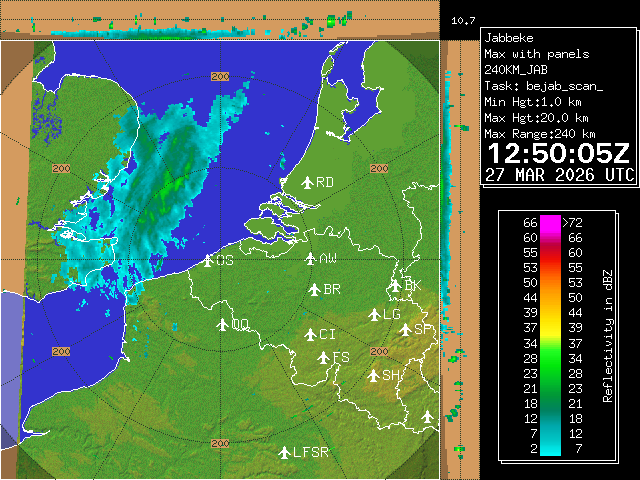 10.7
Jabbeke
Max with panels
240KM_JAB
Task: bejab_scan_
Min Hgt:1.0 km
Max Hgt:20.0 km
Max Range:240 km
12:50:05Z
27 MAR 2026 UTC
200
200
200
RD
OS
AW
BR
BK
LG
QQ
CI
SP
FS
200
200
SH
200
LFSR
66 >72
60 66
55 60
53 55
50 53
44 50
39 44
37 39
34 37
28 34
23 28
21 23
18 21
12 18
7 12
2 7
Reflectivity in dBZ